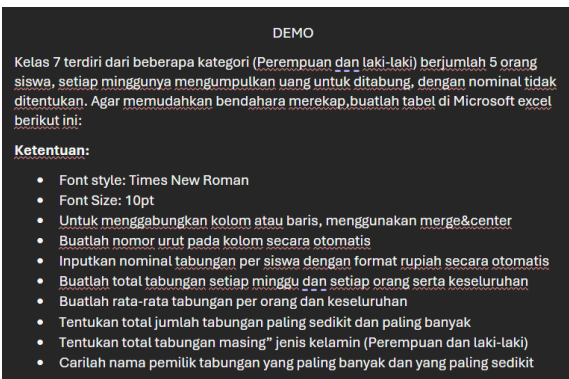 DEMO
Kelas 7 terdiri dari beberapa kategori (Perempuan dan laki-laki) berjumlah 5 orang
siswa, setiap minggunya mengumpulkan uang untuk ditabung, dengan nominal tidak
ditentukan. Agar memudahkan bendahara merekap,buatlah tabel di Microsoft excel
berikut ini:
Ketentuan:
• Font style: Times New Roman
• Font Size: 10pt
• Untuk menggabungkan kolom atau baris, menggunakan merge&center
• Buatlah nomor urut pada kolom secara otomatis
• Inputkan nominal tabungan per siswa dengan format rupiah secara otomatis
• Buatlah total tabungan setiap minggu dan setiap orang serta keseluruhan
• Buatlah rata-rata tabungan per orang dan keseluruhan
• Tentukan total jumlah tabungan paling sedikit dan paling banyak
• Tentukan total tabungan masing” jenis kelamin (Perempuan dan laki-laki)
• Carilah nama pemilik tabungan yang paling banyak dan yang paling sedikit